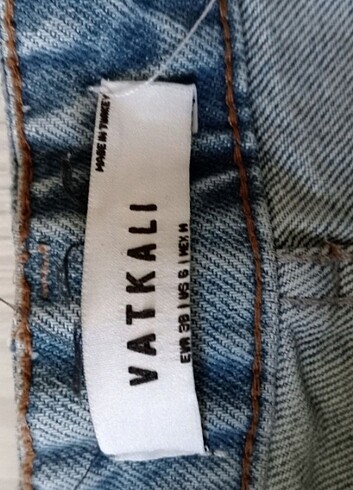 MADE IN TURKEY
VATKALI
EUR 38 | US 6 | MEX M